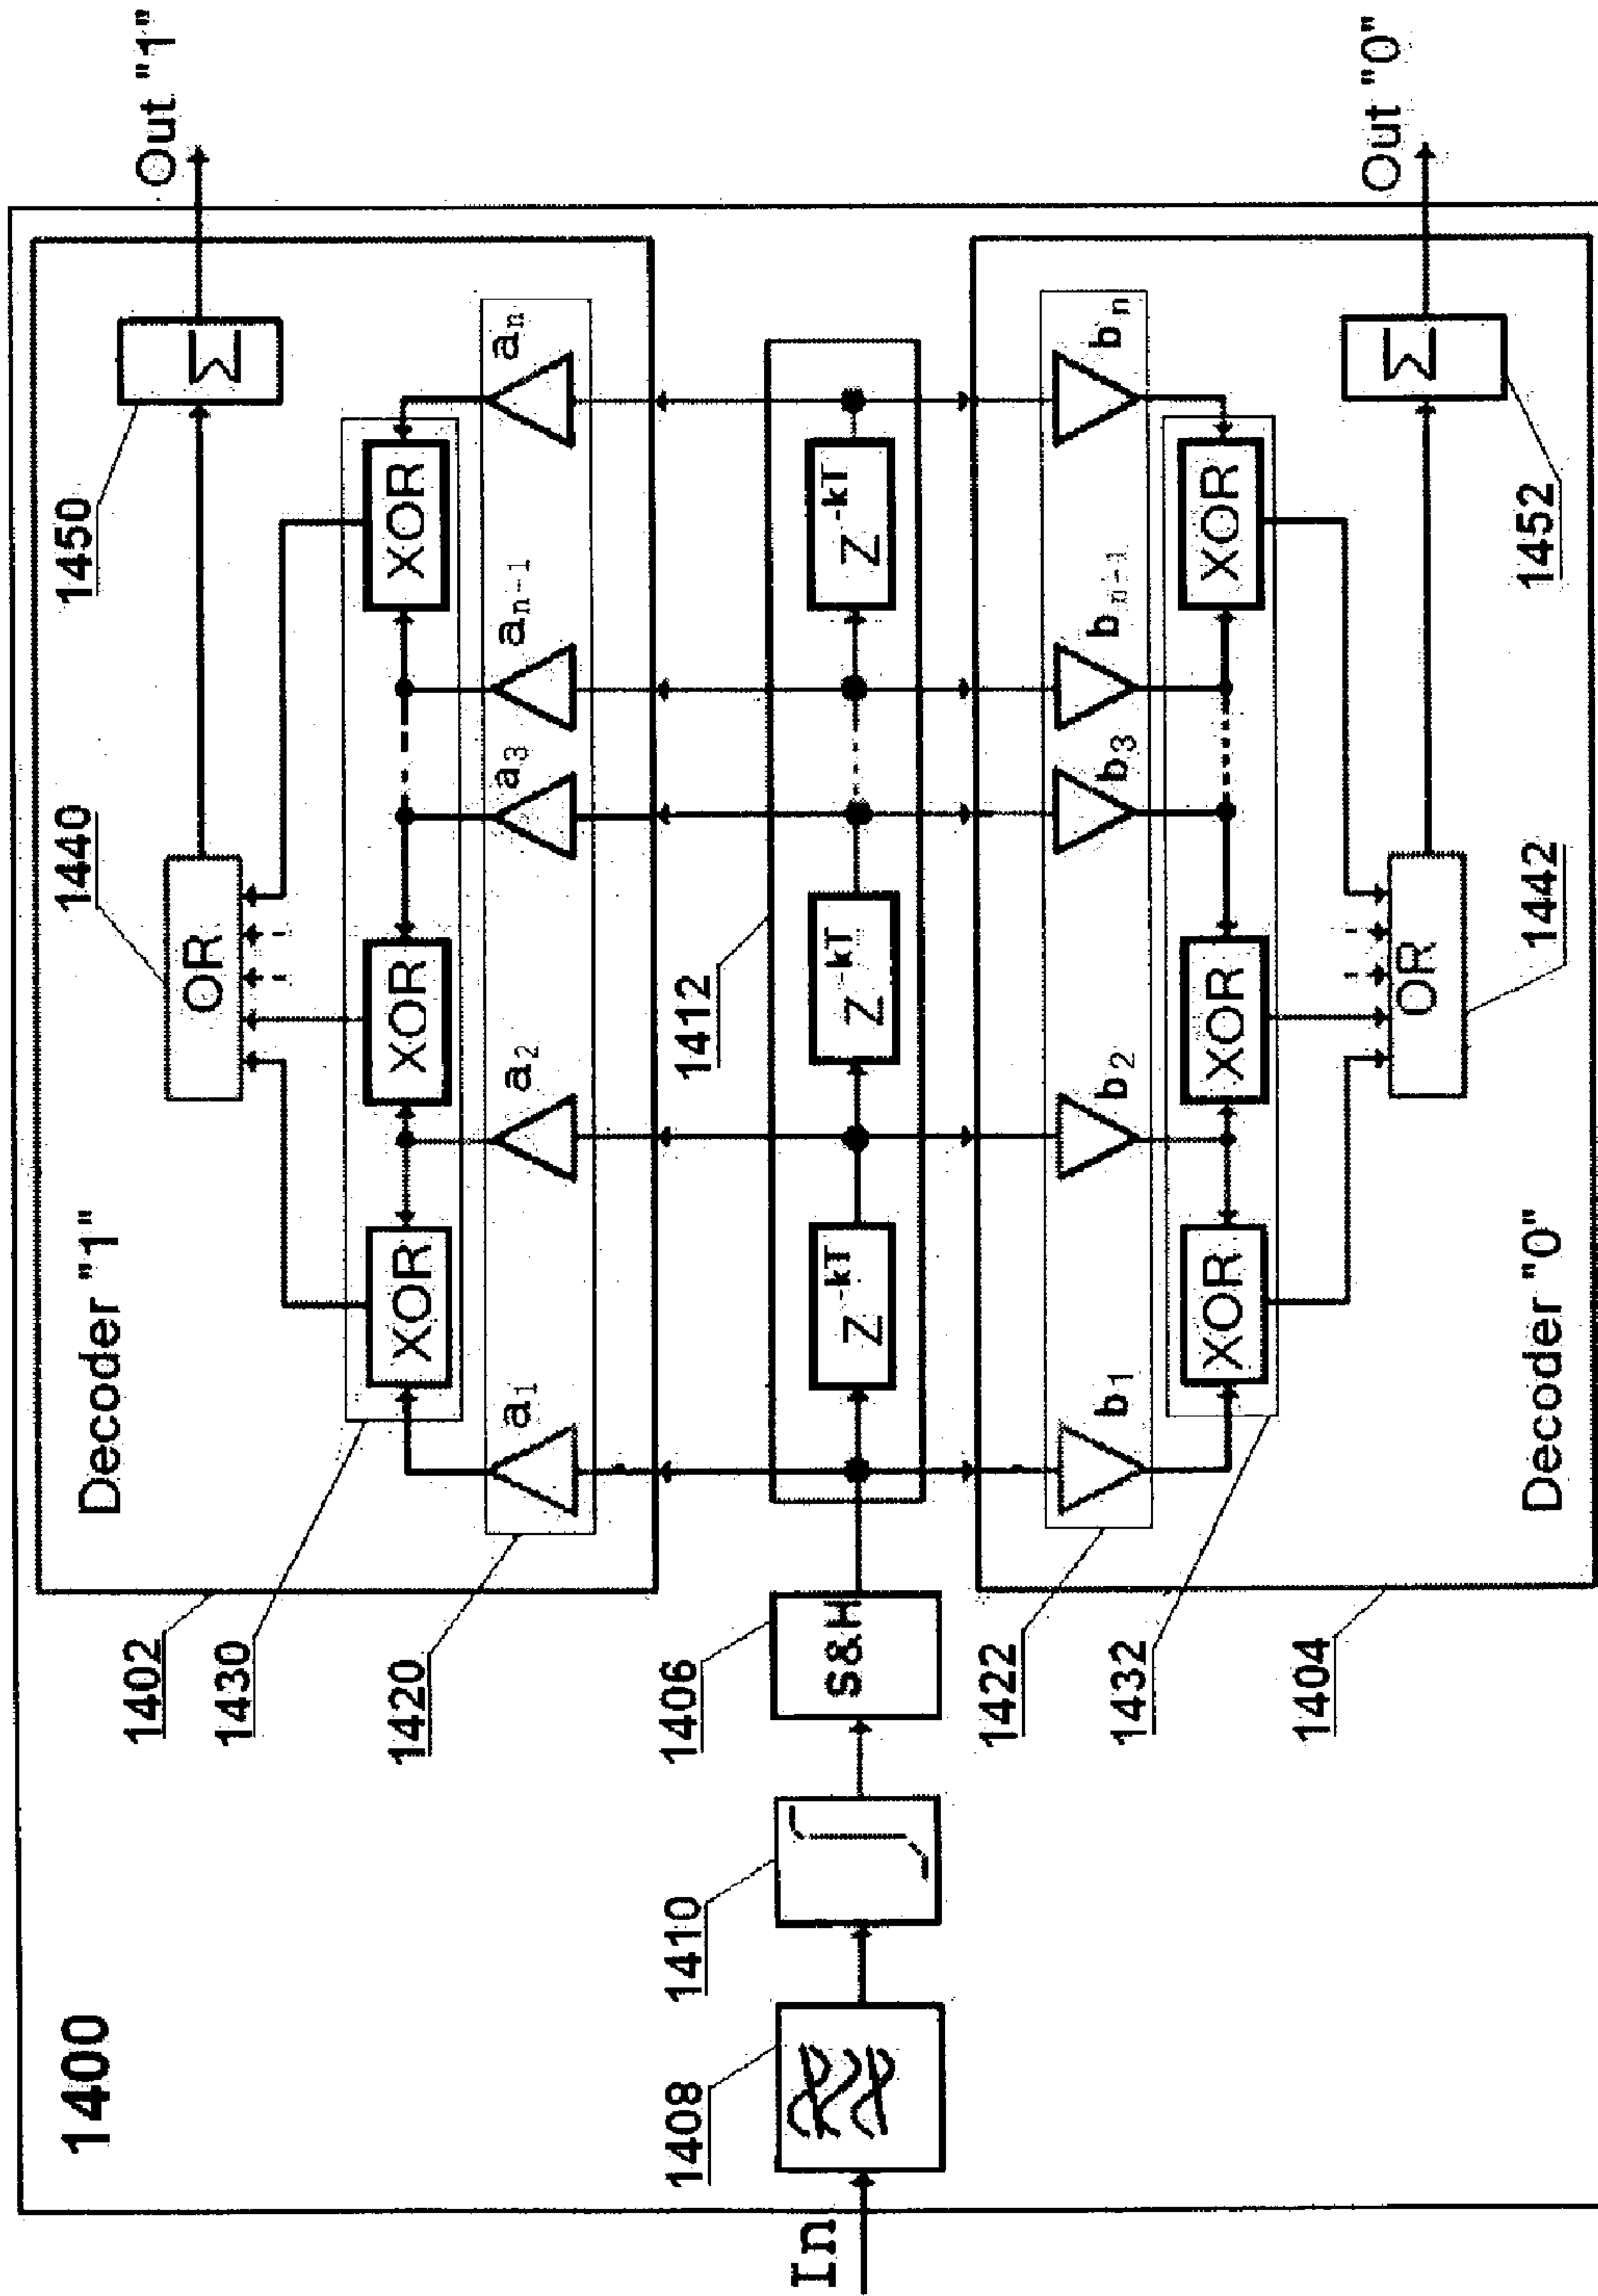 1400
Decoder "1"
1402
1430
1420
1440
1450
OR
Σ
Out "1"
XOR
XOR
XOR
a1
a2
a3
an-1
an
In
1408
1410
1406
S&H
1412
Z-kT
Z-kT
Z-kT
b1
b2
b3
bn-1
bn
XOR
XOR
XOR
1422
1432
1404
OR
Σ
Out "0"
Decoder "0"
1442
1452